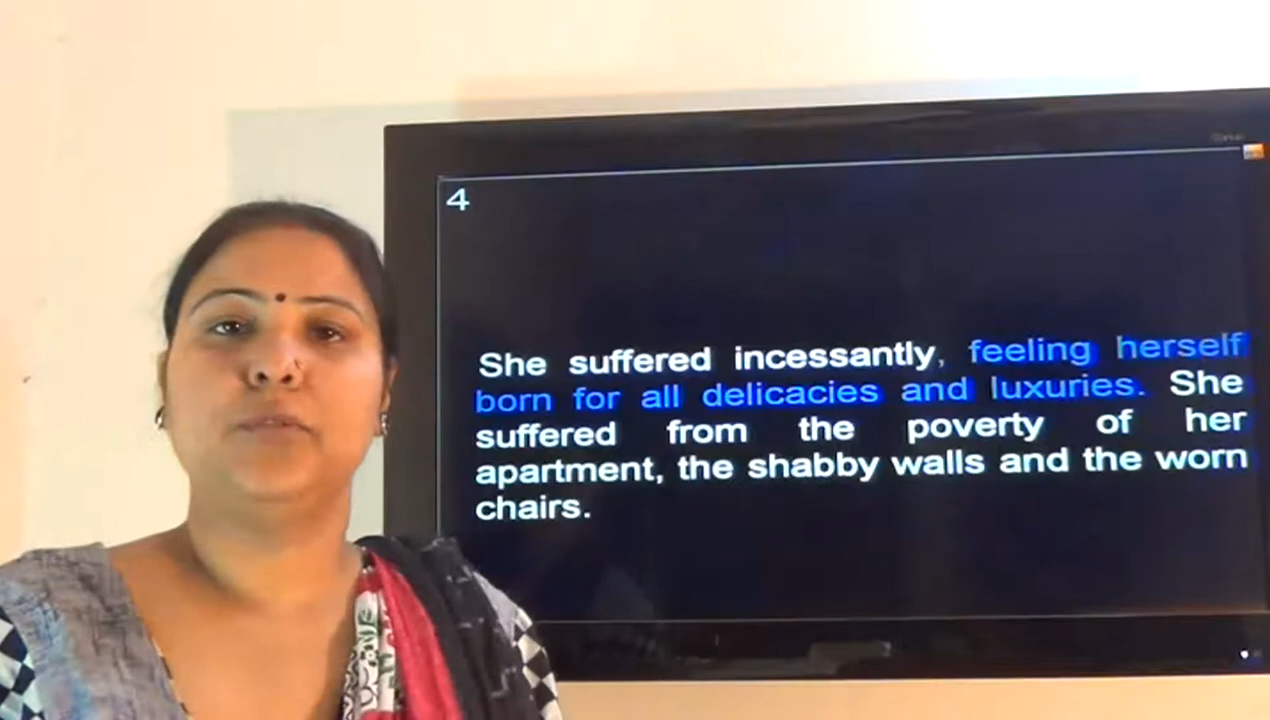 4
She suffered incessantly, feeling herself
born for all delicacies and luxuries. She
suffered from the poverty of her
apartment, the shabby walls and the worn
chairs.